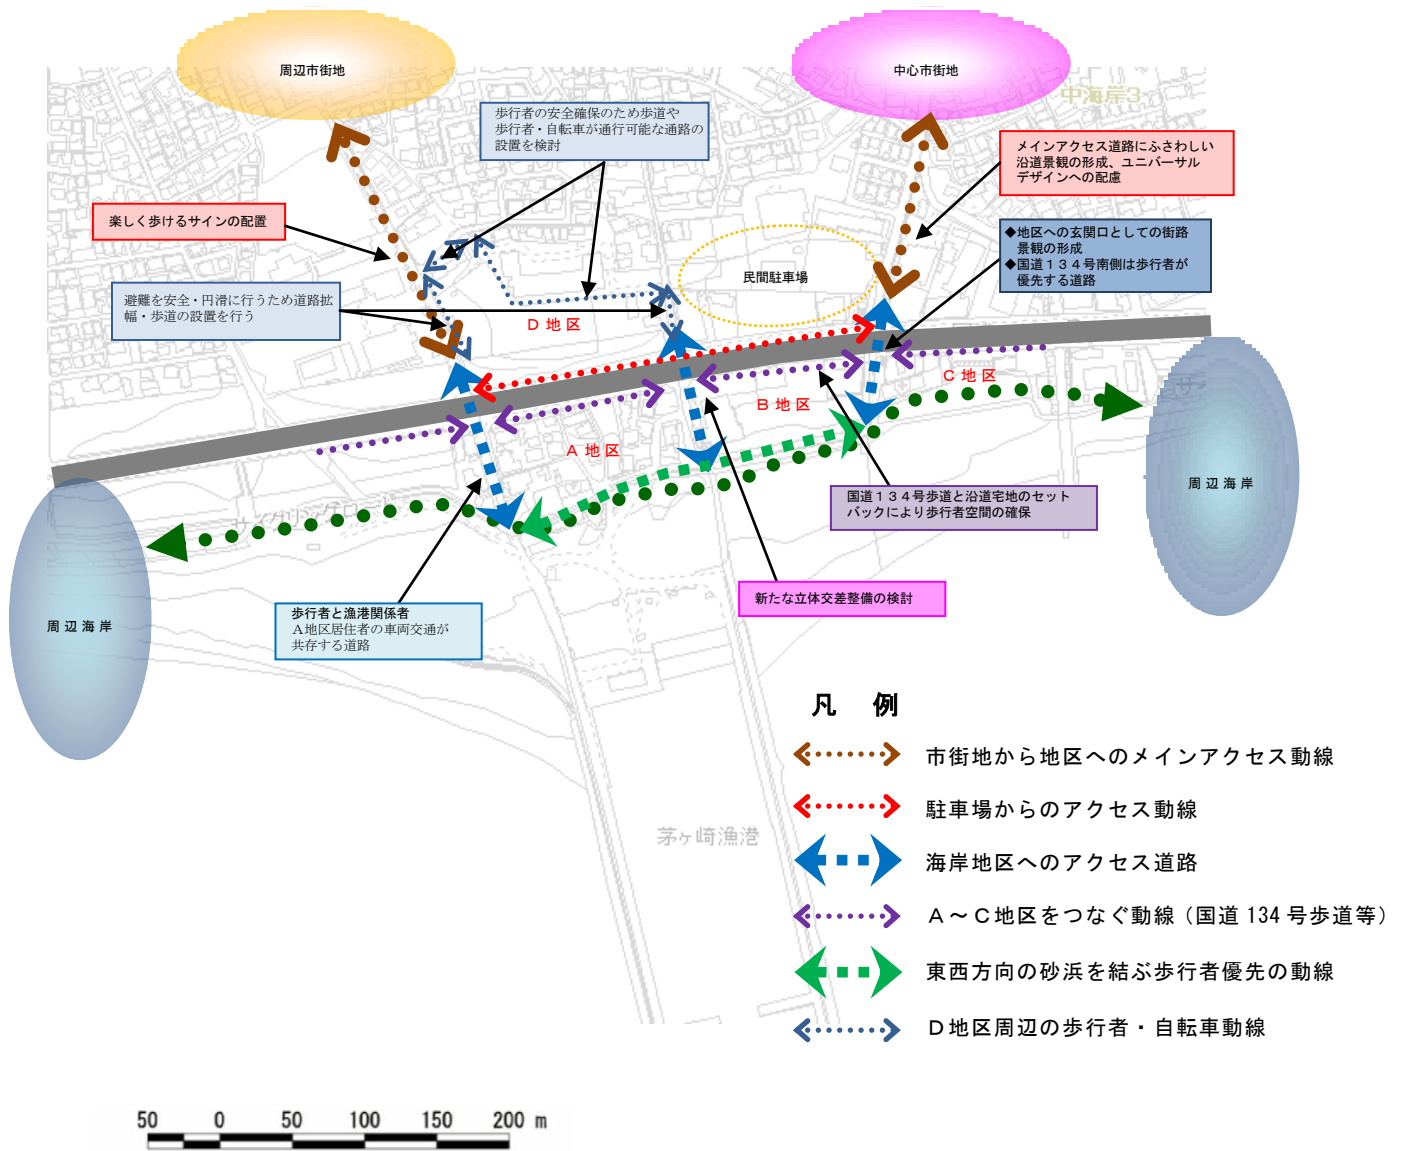 周辺市街地
中心市街地
中海岸3
歩行者の安全確保のため歩道や
歩行者・自転車が通行可能な通路の
設置を検討
メインアクセス道路にふさわしい
沿道景観の形成、ユニバーサル
デザインへの配慮
楽しく歩けるサインの配置
◆地区への玄関口としての街路
景観の形成
◆国道１３４号南側は歩行者が
優先する道路
民間駐車場
避難を安全・円滑に行うため道路拡
幅・歩道の設置を行う
Ｄ地区
Ｃ地区
Ｂ地区
Ａ地区
国道１３４号歩道と沿道宅地のセット
バックにより歩行者空間の確保
周辺海岸
新たな立体交差整備の検討
歩行者と漁港関係者
Ａ地区居住者の車両交通が
共存する道路
周辺海岸
凡　例
市街地から地区へのメインアクセス動線
駐車場からのアクセス動線
茅ヶ崎漁港
海岸地区へのアクセス道路
Ａ～Ｃ地区をつなぐ動線（国道 134 号歩道等）
東西方向の砂浜を結ぶ歩行者優先の動線
Ｄ地区周辺の歩行者・自転車動線
50 0 50 100 150 200 m